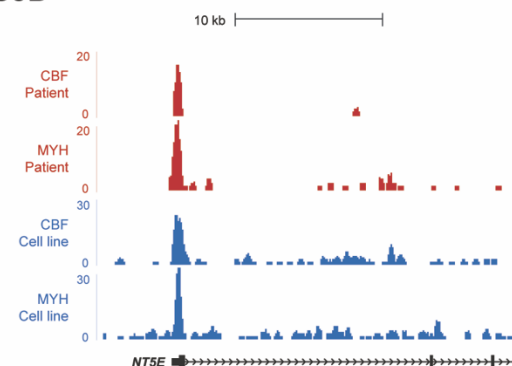 10 kb
20
CBF
Patient
0
20
MYH
Patient
0
30
CBF
Cell line
0
30
MYH
Cell line
0
NT5E